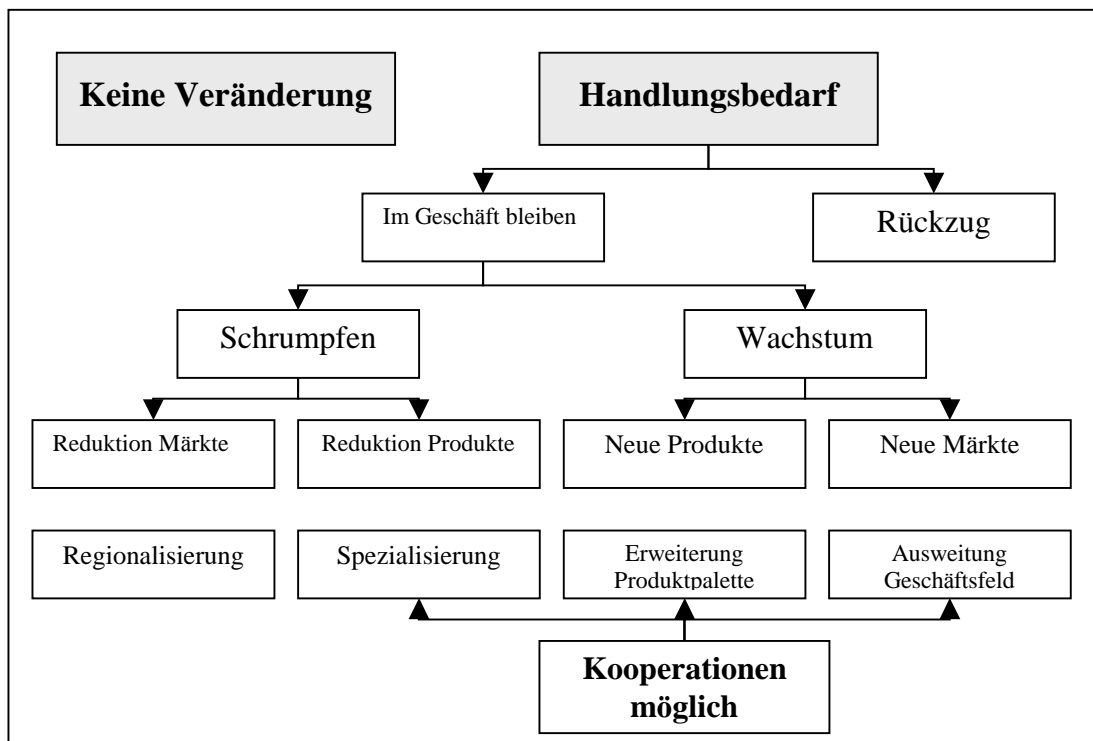 Keine Veränderung
Handlungsbedarf
Im Geschäft bleiben
Rückzug
Schrumpfen
Wachstum
Reduktion Märkte
Reduktion Produkte
Neue Produkte
Neue Märkte
Regionalisierung
Spezialisierung
Erweiterung
Produktpalette
Ausweitung
Geschäftsfeld
Kooperationen
möglich